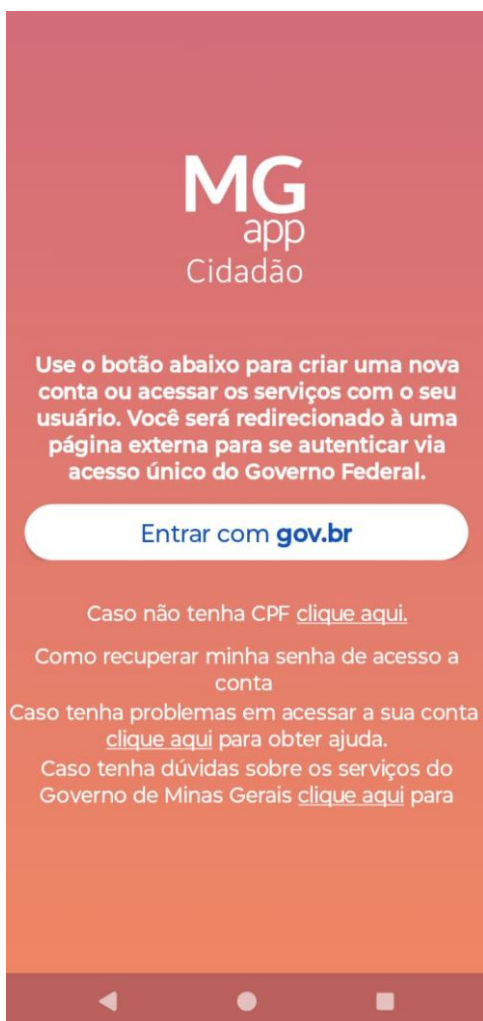 MG
app
Cidadão
Use o botão abaixo para criar uma nova
conta ou acessar os serviços com o seu
usuário. Você será redirecionado à uma
página externa para se autenticar via
acesso único do Governo Federal.
Entrar com gov.br
Caso não tenha CPF clique aqui.
Como recuperar minha senha de acesso a
conta
Caso tenha problemas em acessar a sua conta
clique aqui para obter ajuda.
Caso tenha dúvidas sobre os serviços do
Governo de Minas Gerais clique aqui para